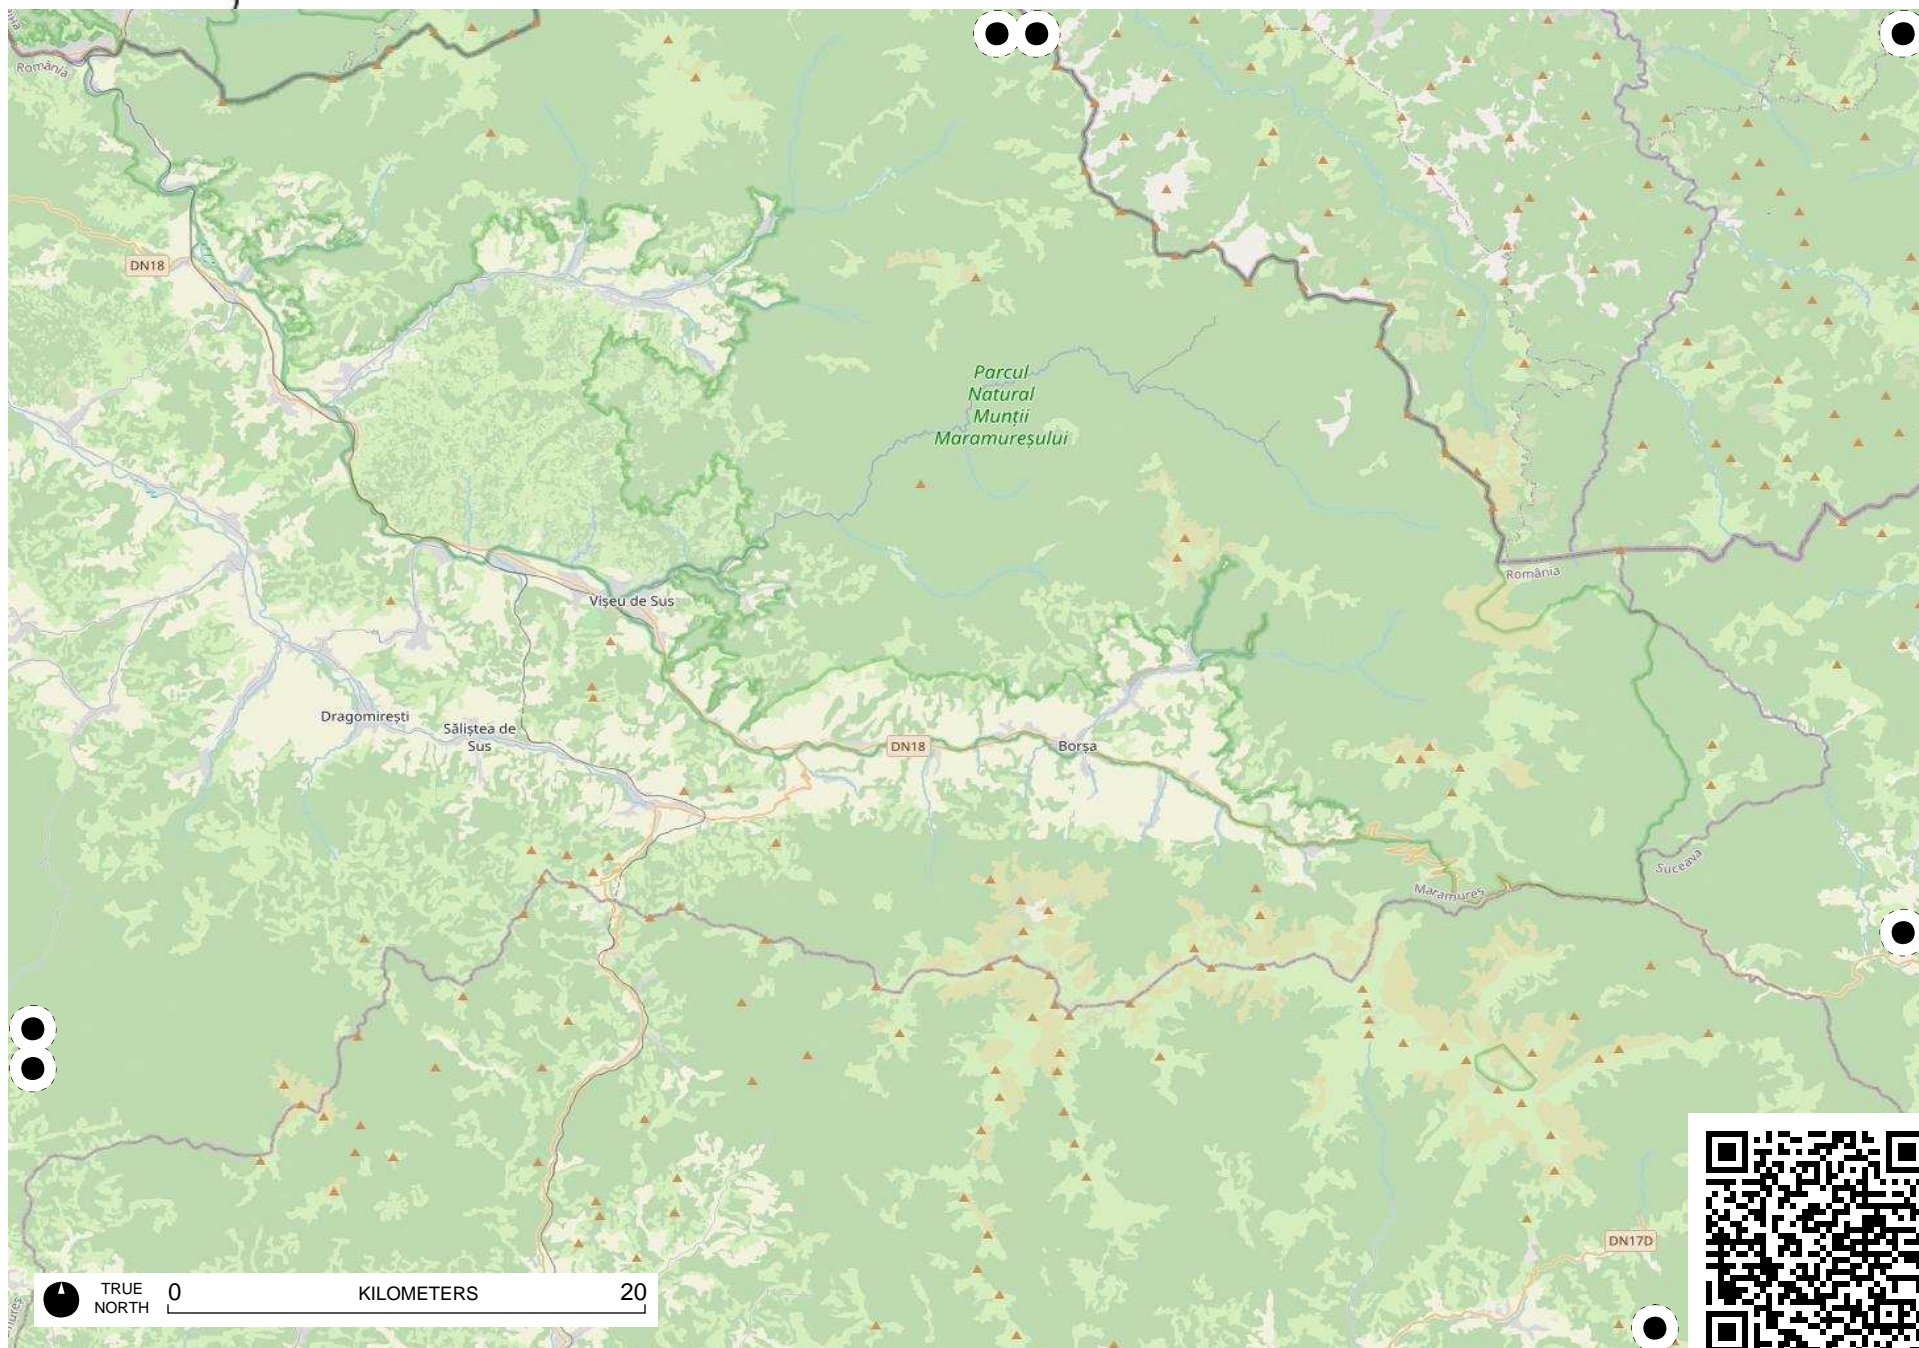 România
DN18
Parcul
Natural
Munții
Maramureșului
România
Vișeu de Sus
Dragomirești
Săliștea de
Sus
DN18
Borșa
Suceava
Maramureș
DN17D
TRUE
NORTH
0 KILOMETERS 20